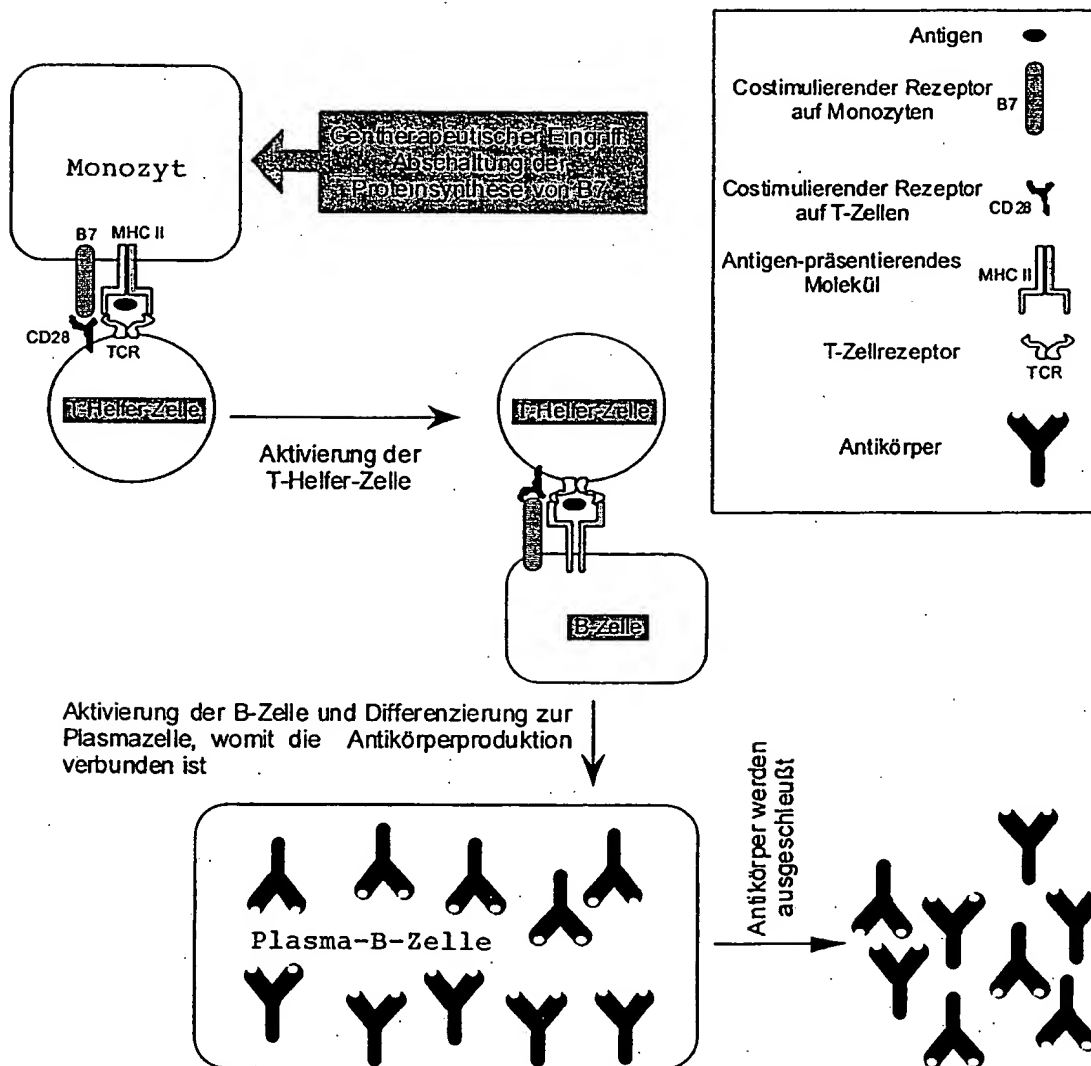 Antigen
Costimulierender Rezeptor
auf Monozyten
B7
Costimulierender Rezeptor
auf T-Zellen
CD28
Antigen-präsentierendes
Molekül
MHC II
T-Zellrezeptor
TCR
Antikörper
Gentherapeutischer Eingriff:
Abschaltung der
Proteinsynthese von B7
Monozyt
B7 MHC II
CD28
TCR
T-Helfer-Zelle
Aktivierung der
T-Helfer-Zelle
T-Helfer-Zelle
B-Zelle
Aktivierung der B-Zelle und Differenzierung zur
Plasmazelle, womit die Antikörperproduktion
verbunden ist
Plasma-B-Zelle
Antikörper werden
ausgeschleußt